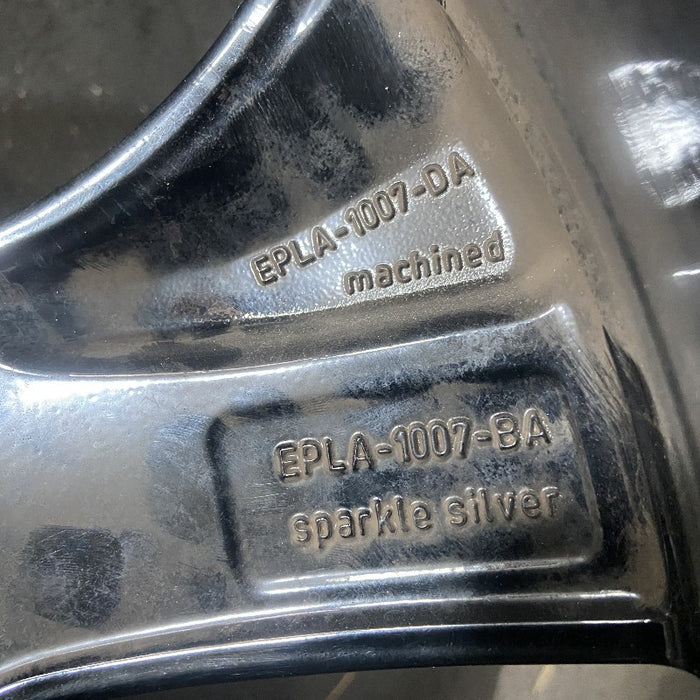 EPLA-1007-DA
machined
EPLA-1007-BA
sparkle silver